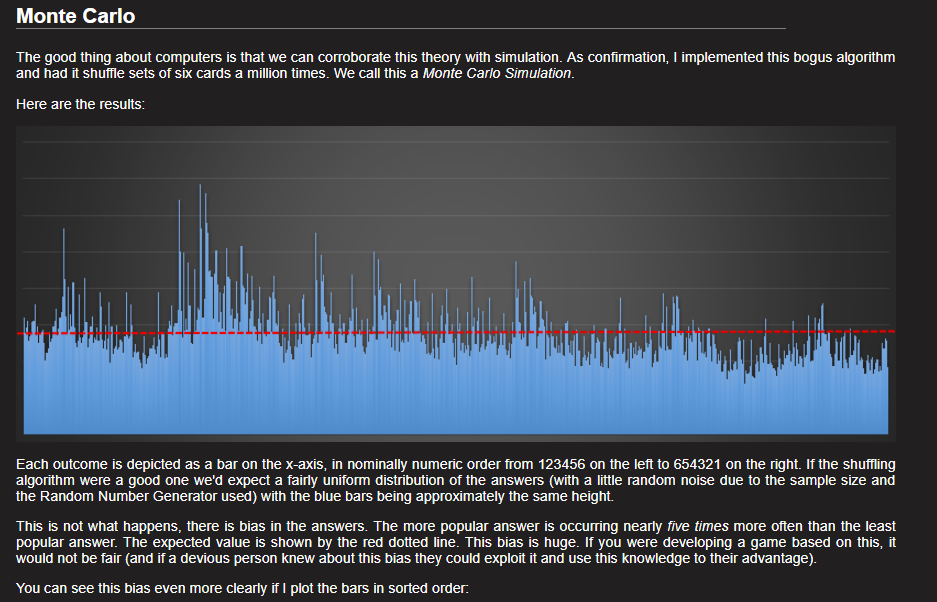 Monte Carlo
The good thing about computers is that we can corroborate this theory with simulation. As confirmation, I implemented this bogus algorithm
and had it shuffle sets of six cards a million times. We call this a Monte Carlo Simulation.
Here are the results:
Each outcome is depicted as a bar on the x-axis, in nominally numeric order from 123456 on the left to 654321 on the right. If the shuffling
algorithm were a good one we'd expect a fairly uniform distribution of the answers (with a little random noise due to the sample size and
the Random Number Generator used) with the blue bars being approximately the same height.
This is not what happens, there is bias in the answers. The more popular answer is occurring nearly five times more often than the least
popular answer. The expected value is shown by the red dotted line. This bias is huge. If you were developing a game based on this, it
would not be fair (and if a devious person knew about this bias they could exploit it and use this knowledge to their advantage).
You can see this bias even more clearly if I plot the bars in sorted order: